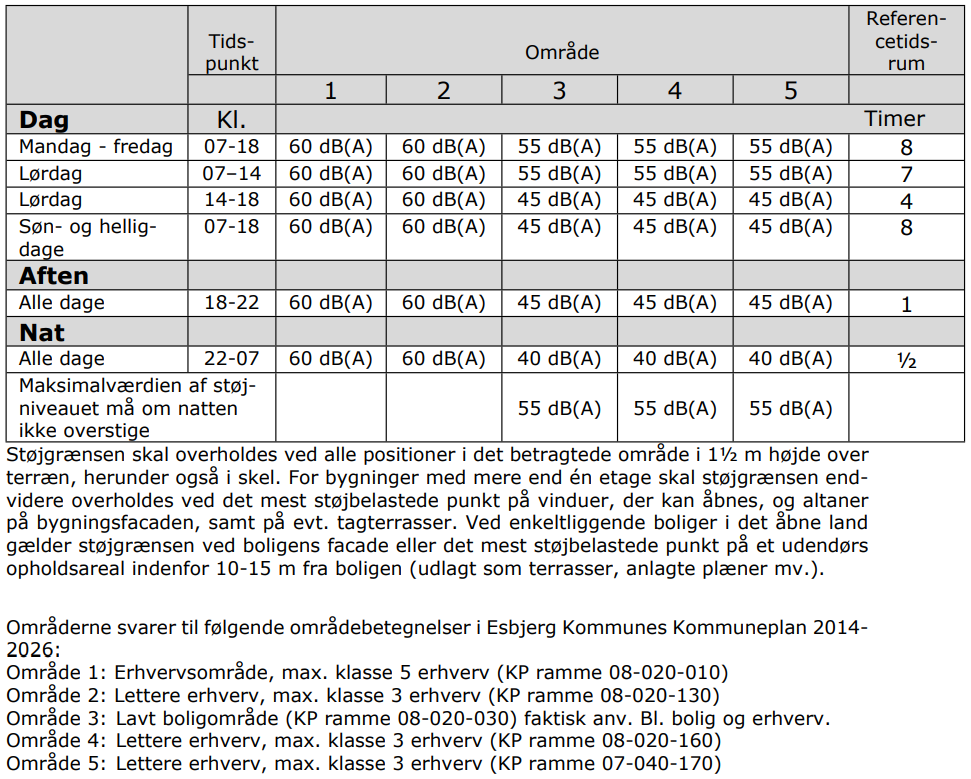 Tids-
punkt
Område
Referen-
cetids-
rum
1 2 3 4 5
Dag Kl. Timer
Mandag - fredag 07-18 60 dB(A) 60 dB(A) 55 dB(A) 55 dB(A) 55 dB(A) 8
Lørdag 07–14 60 dB(A) 60 dB(A) 55 dB(A) 55 dB(A) 55 dB(A) 7
Lørdag 14-18 60 dB(A) 60 dB(A) 45 dB(A) 45 dB(A) 45 dB(A) 4
Søn- og hellig-
dage 07-18 60 dB(A) 60 dB(A) 45 dB(A) 45 dB(A) 45 dB(A) 8
Aften
Alle dage 18-22 60 dB(A) 60 dB(A) 45 dB(A) 45 dB(A) 45 dB(A) 1
Nat
Alle dage 22-07 60 dB(A) 60 dB(A) 40 dB(A) 40 dB(A) 40 dB(A) ½
Maksimalværdien af støj-
niveauet må om natten 55 dB(A) 55 dB(A) 55 dB(A)
ikke overstige
Støjgrænsen skal overholdes ved alle positioner i det betragtede område i 1½ m højde over
terræn, herunder også i skel. For bygninger med mere end én etage skal støjgrænsen end-
videre overholdes ved det mest støjbelastede punkt på vinduer, der kan åbnes, og altaner
på bygningsfacaden, samt på evt. tagterrasser. Ved enkeltliggende boliger i det åbne land
gælder støjgrænsen ved boligens facade eller det mest støjbelastede punkt på et udendørs
opholdsareal indenfor 10-15 m fra boligen (udlagt som terrasser, anlagte plæner mv.).
Områderne svarer til følgende områdebetegnelser i Esbjerg Kommunes Kommuneplan 2014-
2026:
Område 1: Erhvervsområde, max. klasse 5 erhverv (KP ramme 08-020-010)
Område 2: Lettere erhverv, max. klasse 3 erhverv (KP ramme 08-020-130)
Område 3: Lavt boligområde (KP ramme 08-020-030) faktisk anv. Bl. bolig og erhverv.
Område 4: Lettere erhverv, max. klasse 3 erhverv (KP ramme 08-020-160)
Område 5: Lettere erhverv, max. klasse 3 erhverv (KP ramme 07-040-170)